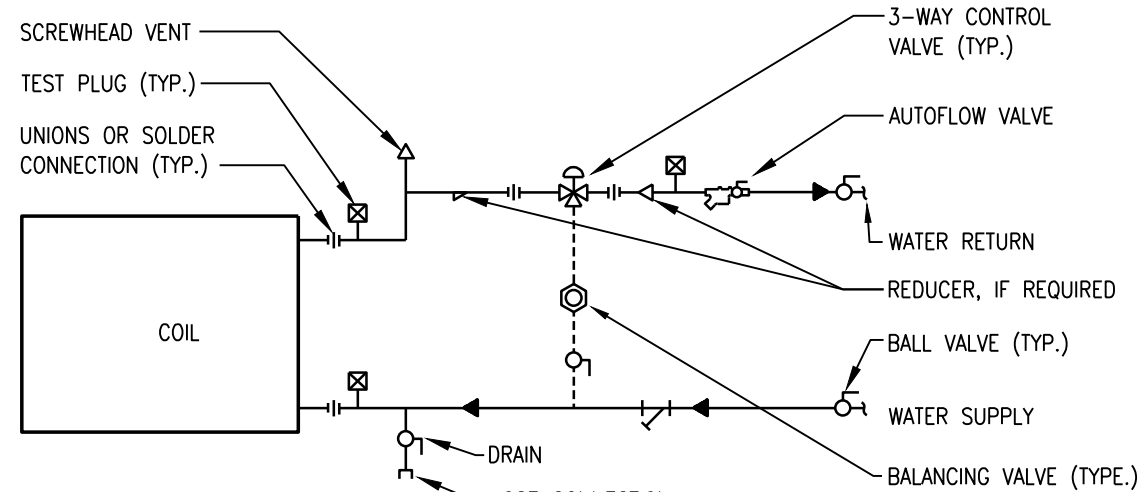 3-WAY CONTROL
VALVE (TYP.)
SCREWHEAD VENT
TEST PLUG (TYP.)
AUTOFLOW VALVE
UNIONS OR SOLDER
CONNECTION (TYP.)
WATER RETURN
REDUCER, IF REQUIRED
COIL
BALL VALVE (TYP.)
WATER SUPPLY
DRAIN
BALANCING VALVE (TYPE.)